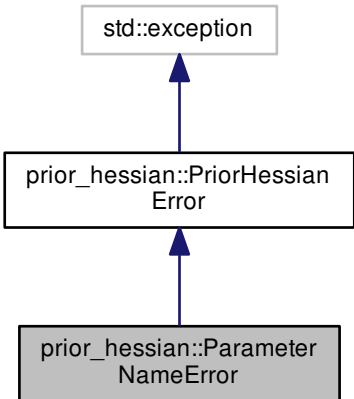 std::exception
prior_hessian::PriorHessian
Error
prior_hessian::Parameter
NameError